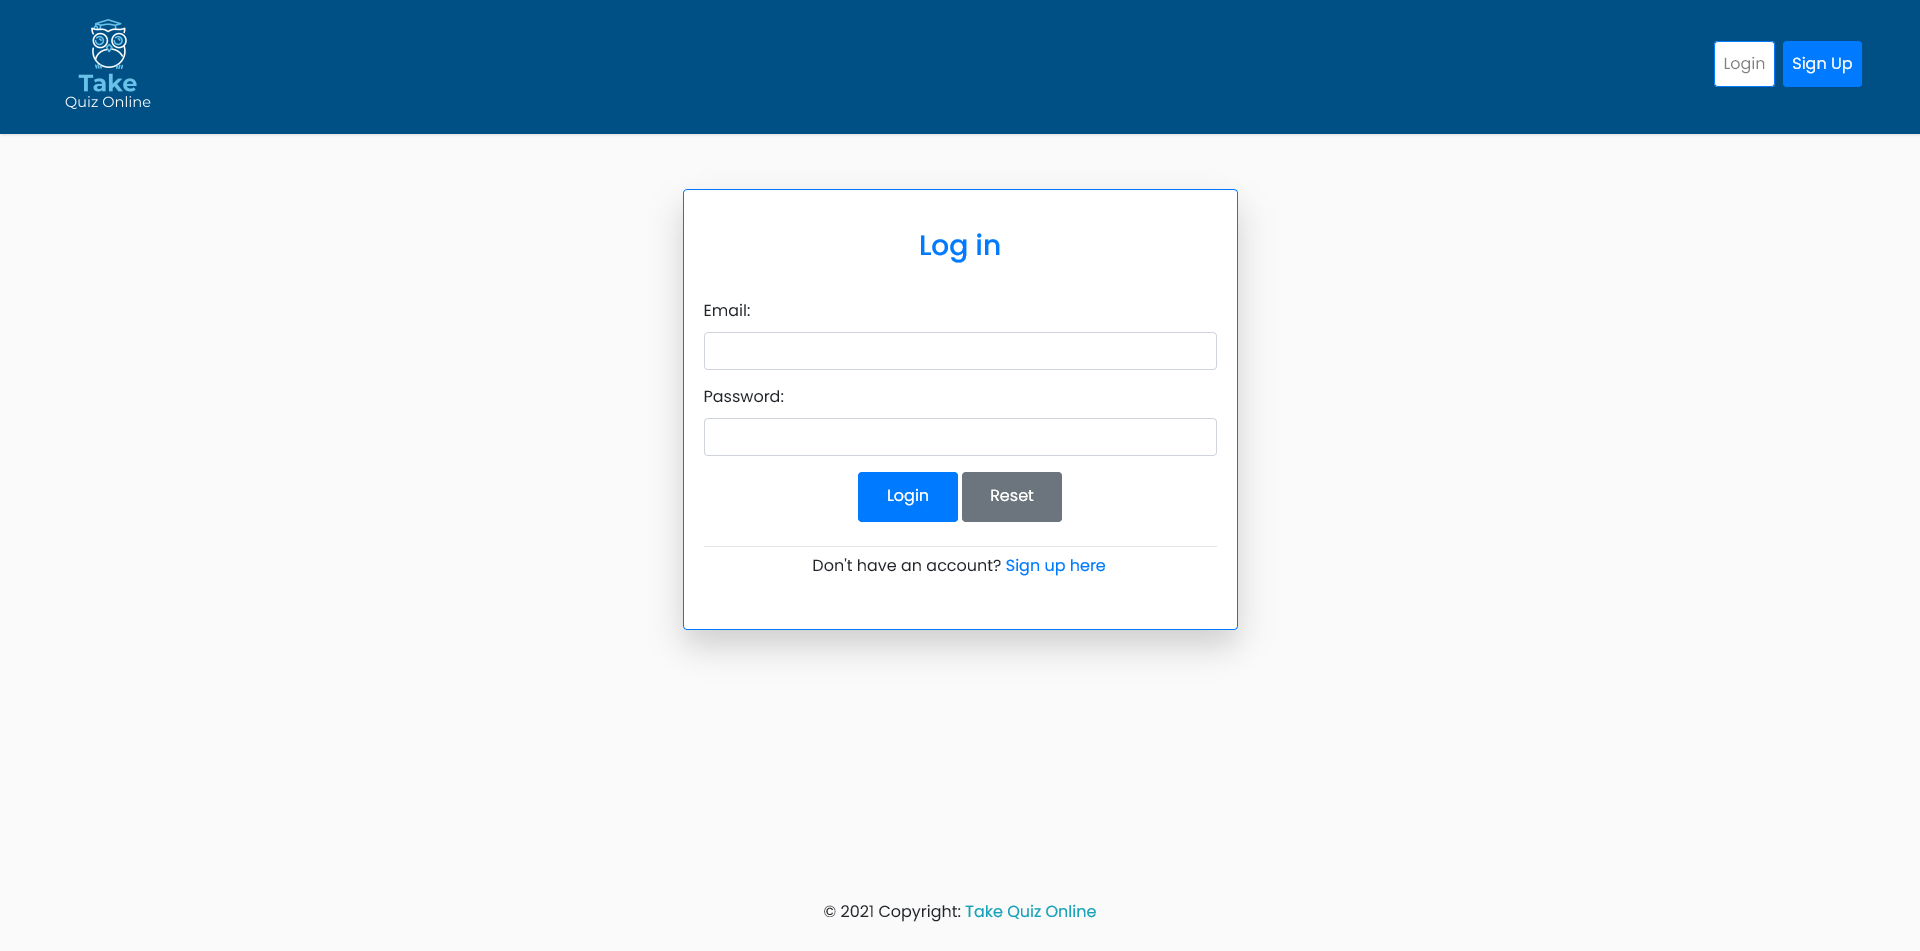 Take
Quiz Online
Login
Sign Up
Log in
Email:
Password:
Login
Reset
Don't have an account? Sign up here
© 2021 Copyright: Take Quiz Online